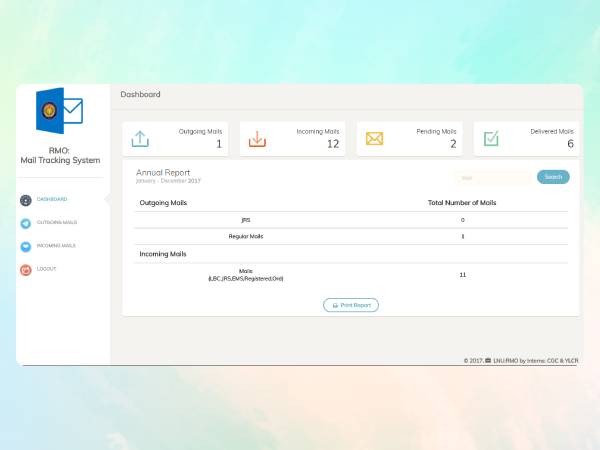 RMO:
Mail Tracking System
DASHBOARD
OUTGOING MAILS
INCOMING MAILS
LOGOUT
Dashboard
Outgoing Mails
1
Incoming Mails
12
Pending Mails
2
Delivered Mails
6
Annual Report
January - December 2017
Search
Outgoing Mails Total Number of Mails
JRS 0
Regular Mails 1
Incoming Mails
Mails
(LBC,JRS,EMS,Registered,Ord) 11
Print Report
© 2017, LNU:RMO by Interns: CGC & YLCR